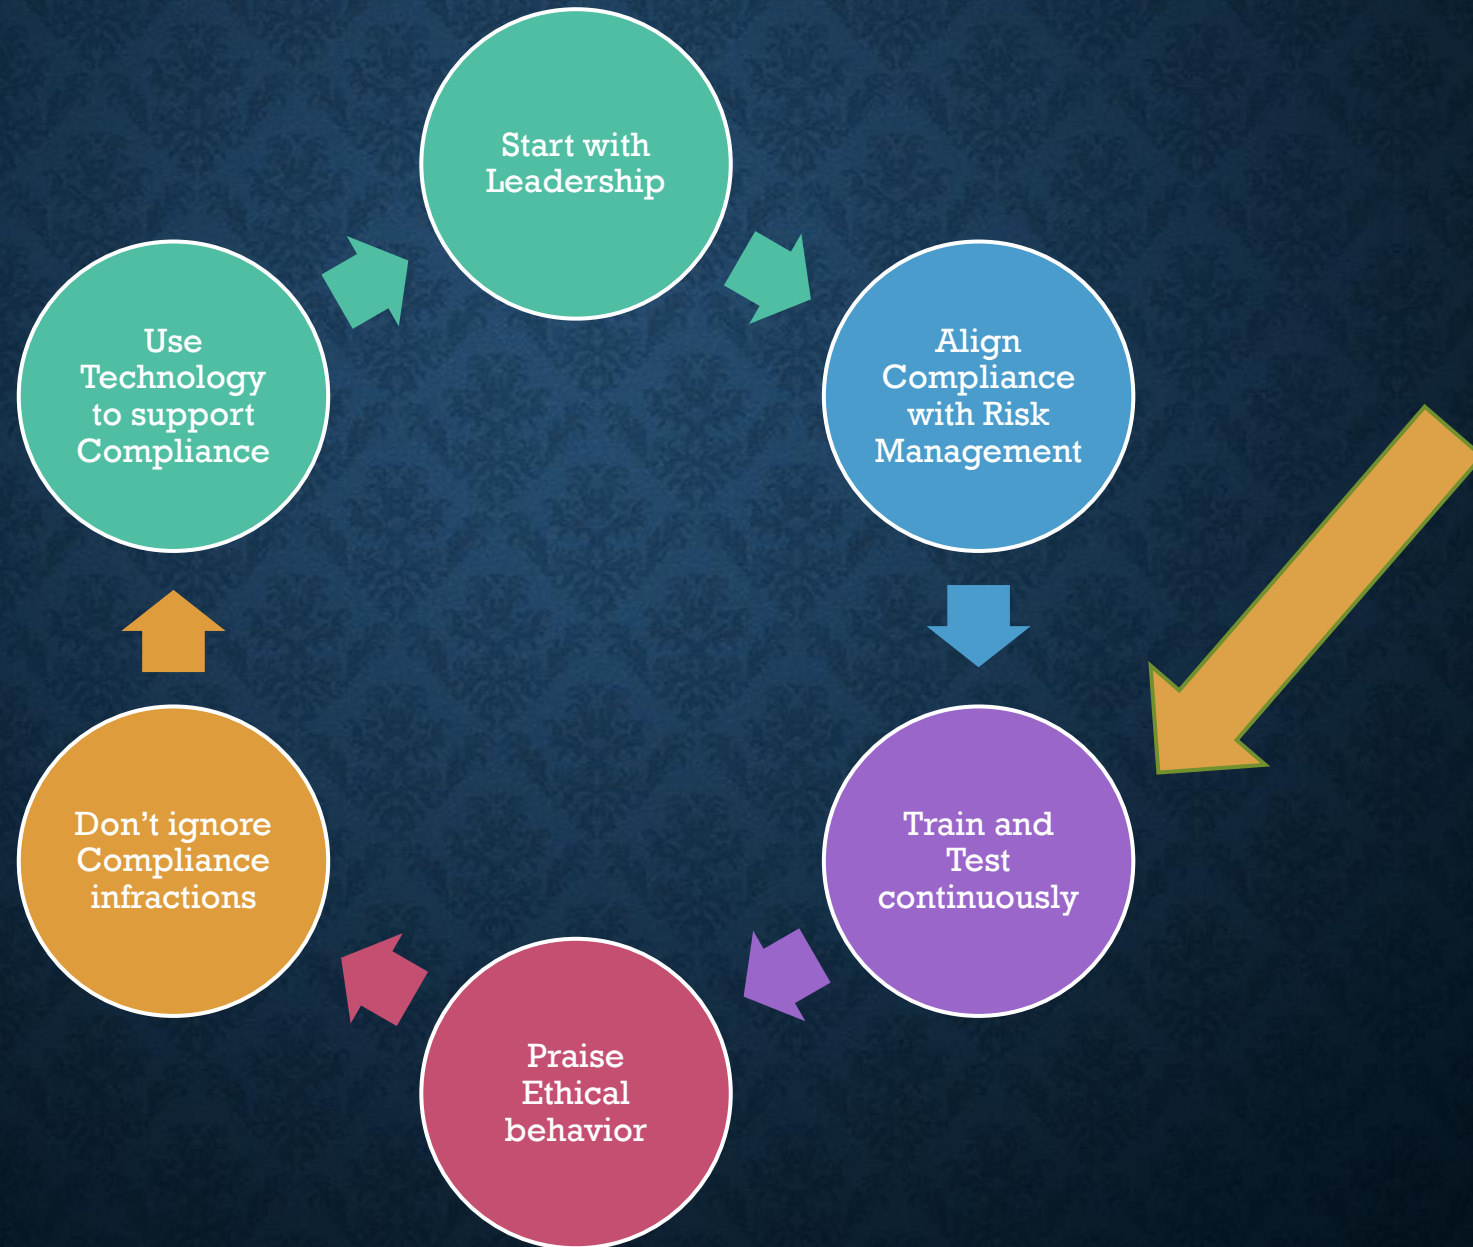 Start with
Leadership
Align
Compliance
with Risk
Management
Train and
Test
continuously
Praise
Ethical
behavior
Don’t ignore
Compliance
infractions
Use
Technology
to support
Compliance